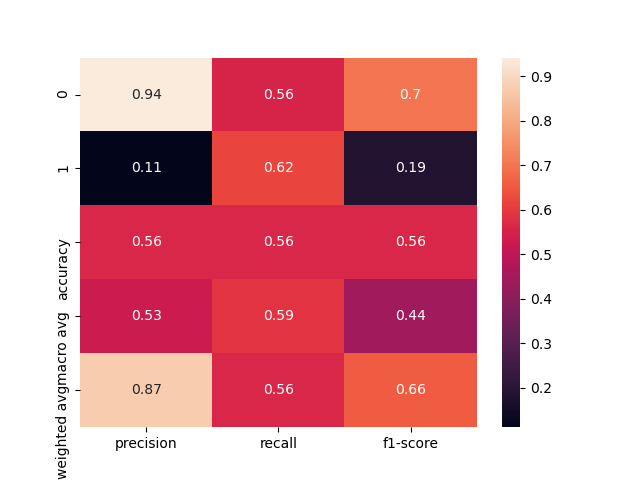 0 0.94 0.56 0.7
1 0.11 0.62 0.19
accuracy 0.56 0.56 0.56
macro avg 0.53 0.59 0.44
weighted avg 0.87 0.56 0.66
precision recall f1-score
0.9
0.8
0.7
0.6
0.5
0.4
0.3
0.2